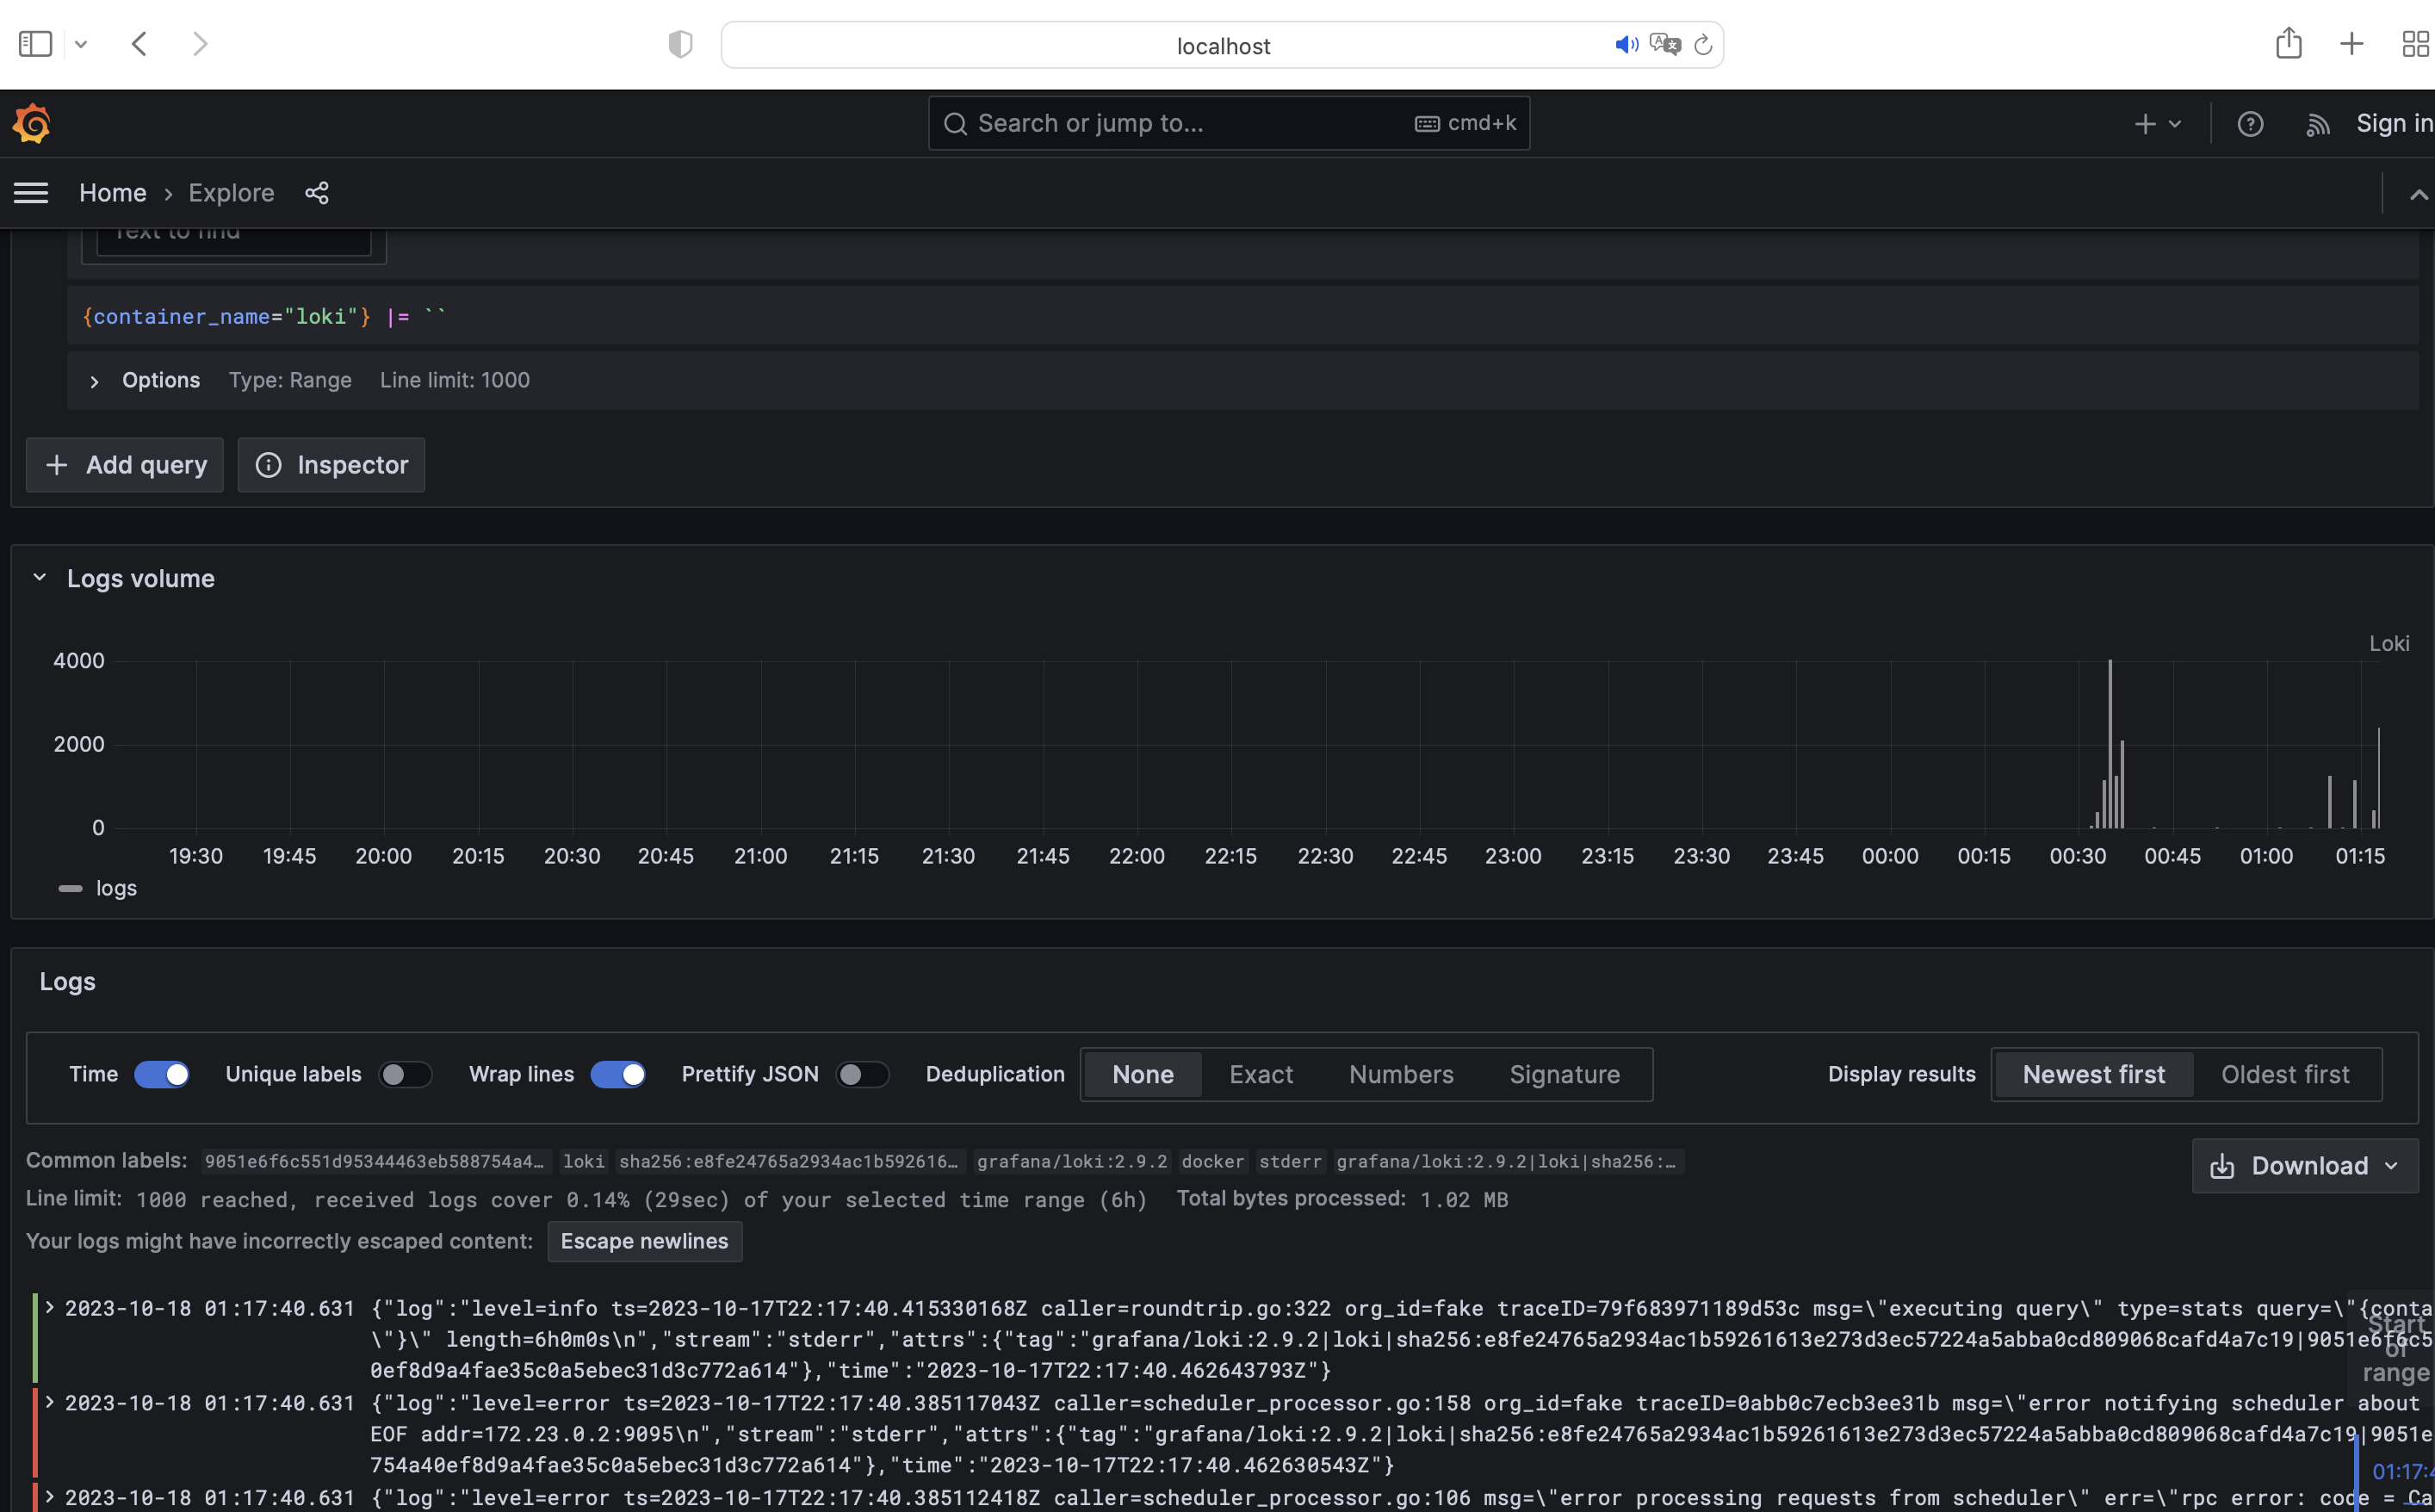 localhost
Search or jump to...
cmd+k
Sign in
Home › Explore
Text to find
{container_name="loki"} |= ``
Options Type: Range Line limit: 1000
+ Add query Inspector
Logs volume
Loki
4000
2000
0
19:30 19:45 20:00 20:15 20:30 20:45 21:00 21:15 21:30 21:45 22:00 22:15 22:30 22:45 23:00 23:15 23:30 23:45 00:00 00:15 00:30 00:45 01:00 01:15
logs
Logs
Time Unique labels Wrap lines Prettify JSON Deduplication None Exact Numbers Signature Display results Newest first Oldest first
Common labels: 9051e6f6c551d95344463eb588754a4… loki sha256:e8fe24765a2934ac1b592616… grafana/loki:2.9.2 docker stderr grafana/loki:2.9.2|loki|sha256:…
Download
Line limit: 1000 reached, received logs cover 0.14% (29sec) of your selected time range (6h) Total bytes processed: 1.02 MB
Your logs might have incorrectly escaped content: Escape newlines
2023-10-18 01:17:40.631 {"log":"level=info ts=2023-10-17T22:17:40.415330168Z caller=roundtrip.go:322 org_id=fake traceID=79f683971189d53c msg=\"executing query\" type=stats query=\"{conta
\"}\" length=6h0m0s\n","stream":"stderr","attrs":{"tag":"grafana/loki:2.9.2|loki|sha256:e8fe24765a2934ac1b59261613e273d3ec57224a5abba0cd809068cafd4a7c19|9051e6f6c5
0ef8d9a4fae35c0a5ebec31d3c772a614"},"time":"2023-10-17T22:17:40.462643793Z"}
Start
of
range
2023-10-18 01:17:40.631 {"log":"level=error ts=2023-10-17T22:17:40.385117043Z caller=scheduler_processor.go:158 org_id=fake traceID=0abb0c7ecb3ee31b msg=\"error notifying scheduler about
EOF addr=172.23.0.2:9095\n","stream":"stderr","attrs":{"tag":"grafana/loki:2.9.2|loki|sha256:e8fe24765a2934ac1b59261613e273d3ec57224a5abba0cd809068cafd4a7c19|9051e
754a40ef8d9a4fae35c0a5ebec31d3c772a614"},"time":"2023-10-17T22:17:40.462630543Z"}
01:17:4
2023-10-18 01:17:40.631 {"log":"level=error ts=2023-10-17T22:17:40.385112418Z caller=scheduler_processor.go:106 msg=\"error processing requests from scheduler\" err=\"rpc error: code = Ca